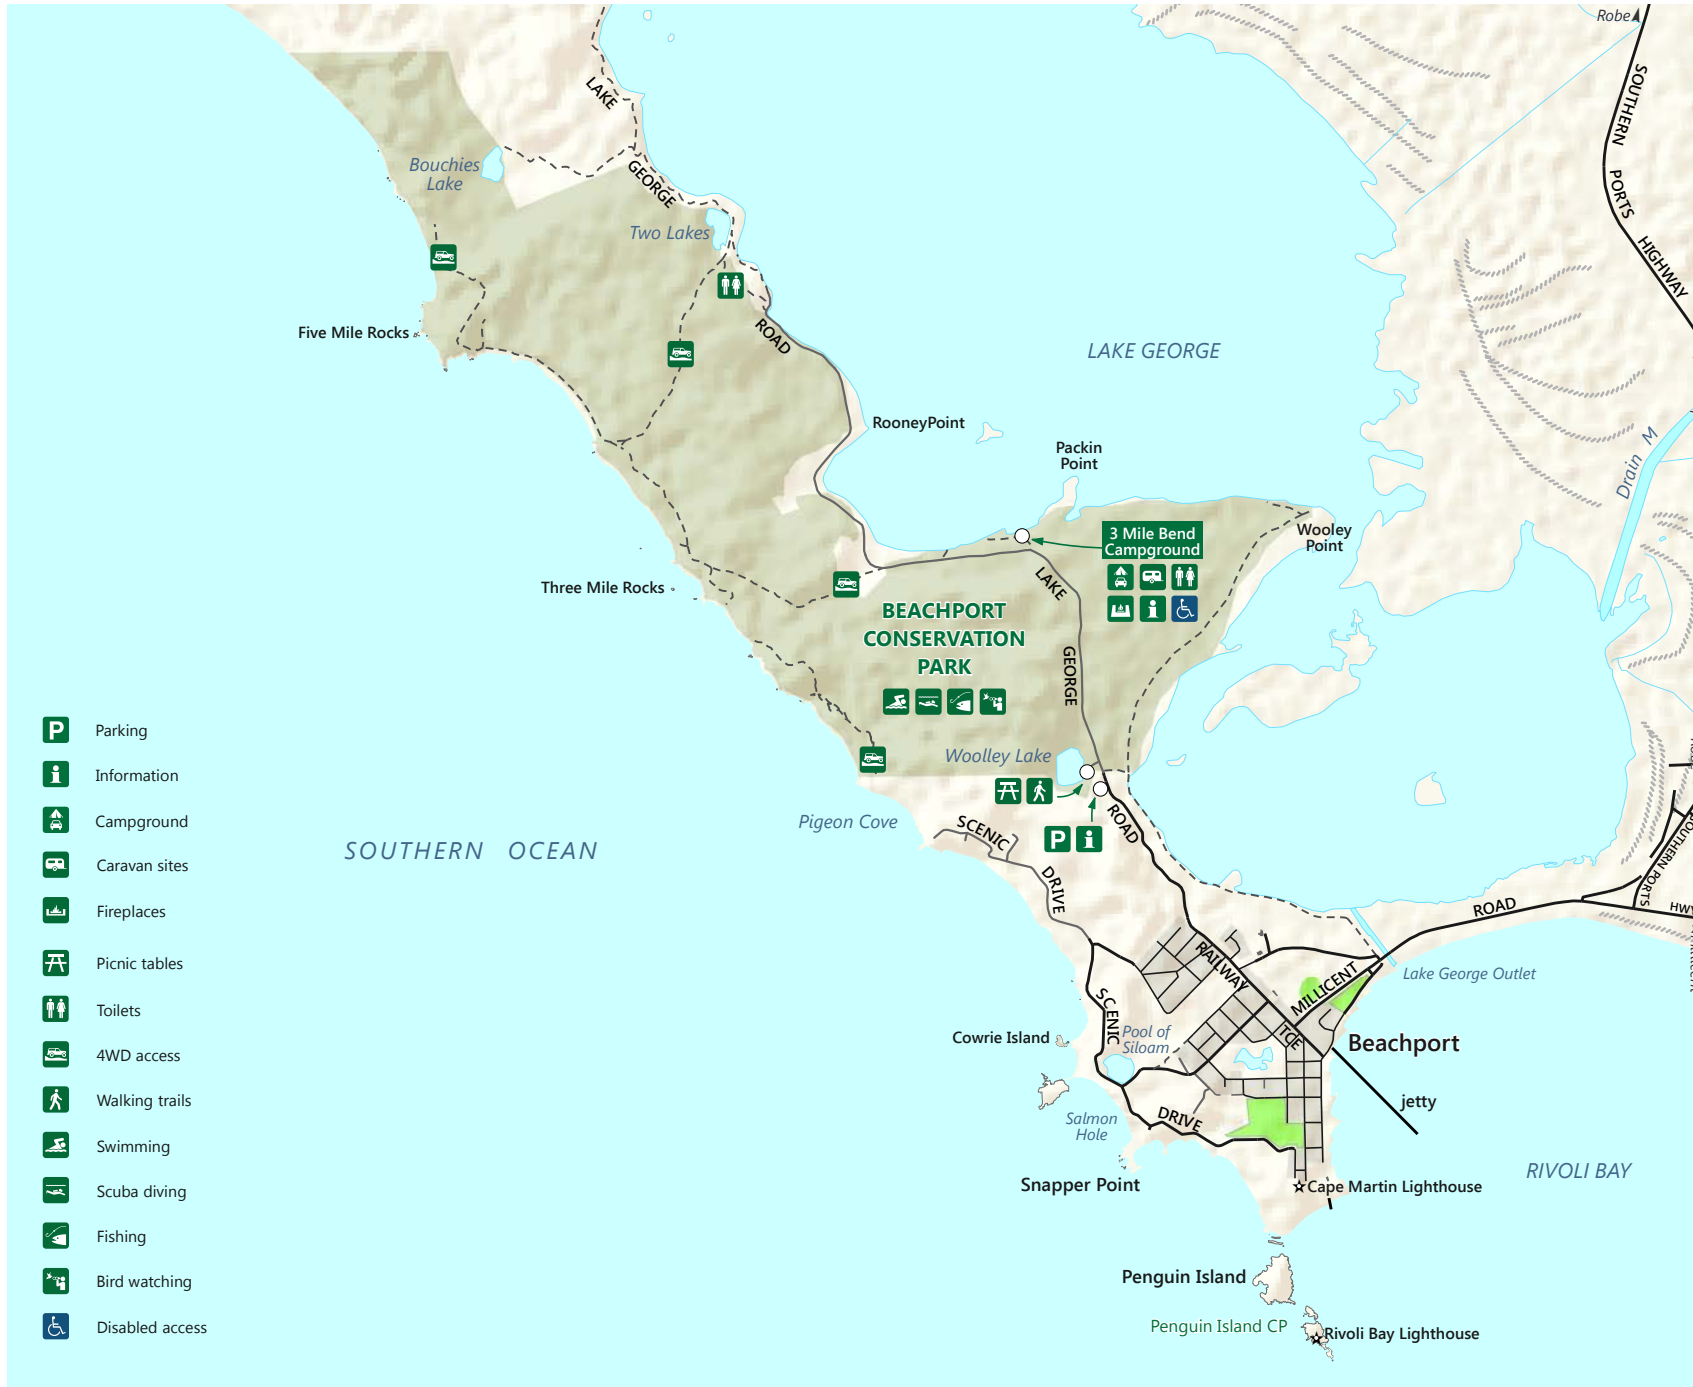 Robe
SOUTHERN
PORTS
HIGHWAY
LAKE
GEORGE
ROAD
Bouchies
Lake
Two Lakes
Five Mile Rocks
LAKE GEORGE
RooneyPoint
Packin
Point
Drain M
3 Mile Bend
Campground
Wooley
Point
Three Mile Rocks
LAKE
GEORGE
ROAD
BEACHPORT
CONSERVATION
PARK
Woolley Lake
P
i
Pigeon Cove
SCENIC
DRIVE
SOUTHERN OCEAN
SOUTHERN PORTS
HWY
ROAD
MILLICENT
RAILWAY
TCE
Lake George Outlet
SCENIC
DRIVE
Cowrie Island
Pool of
Siloam
Beachport
jetty
Salmon
Hole
Snapper Point
RIVOLI BAY
Cape Martin Lighthouse
Penguin Island
Penguin Island CP
Rivoli Bay Lighthouse
P Parking
i Information
Campground
Caravan sites
Fireplaces
Picnic tables
Toilets
4WD access
Walking trails
Swimming
Scuba diving
Fishing
Bird watching
Disabled access